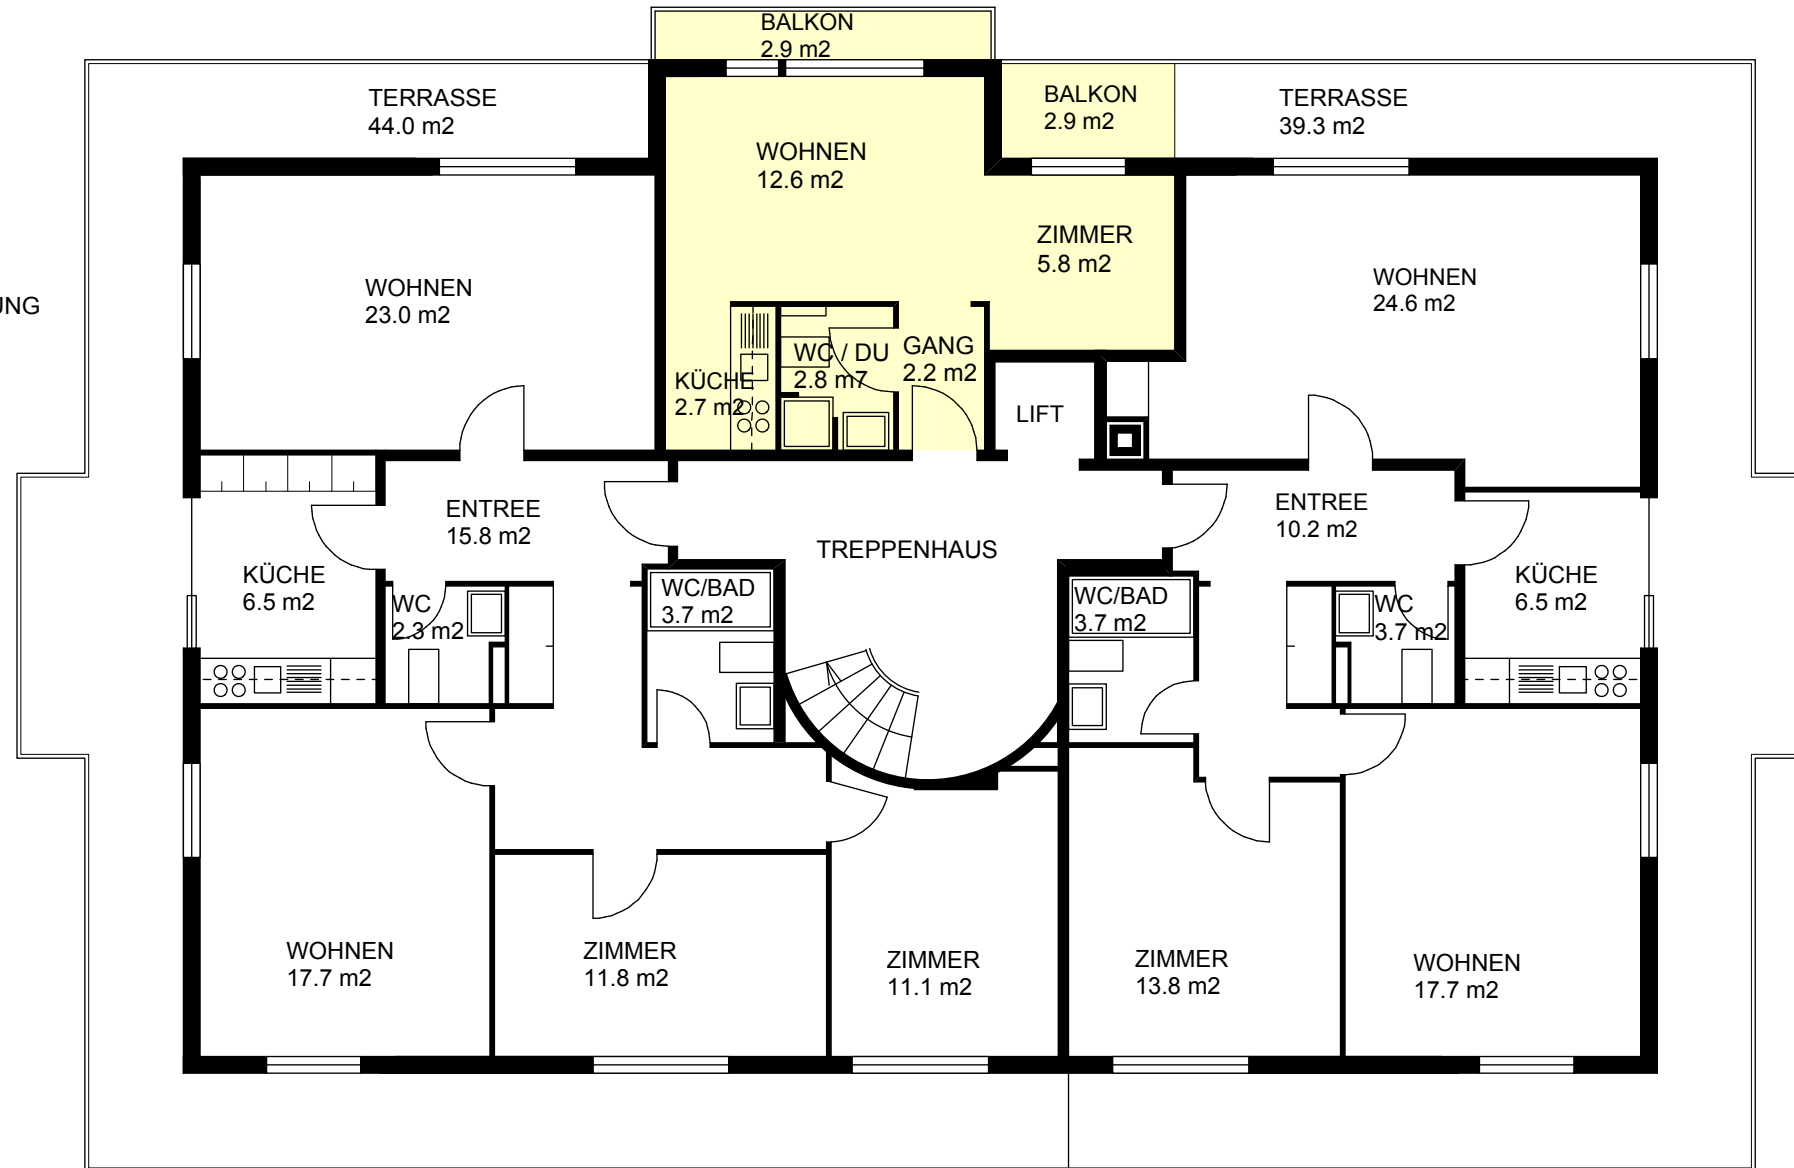 BALKON
2.9 m2
TERRASSE
44.0 m2
BALKON
2.9 m2
TERRASSE
39.3 m2
WOHNEN
12.6 m2
ZIMMER
5.8 m2
WOHNEN
23.0 m2
WOHNEN
24.6 m2
UNG
WC / DU
2.8 m7
GANG
2.2 m2
KÜCHE
2.7 m2
LIFT
ENTREE
15.8 m2
TREPPENHAUS
ENTREE
10.2 m2
KÜCHE
6.5 m2
WC
2.3 m2
WC/BAD
3.7 m2
WC/BAD
3.7 m2
WC
3.7 m2
KÜCHE
6.5 m2
WOHNEN
17.7 m2
ZIMMER
11.8 m2
ZIMMER
11.1 m2
ZIMMER
13.8 m2
WOHNEN
17.7 m2